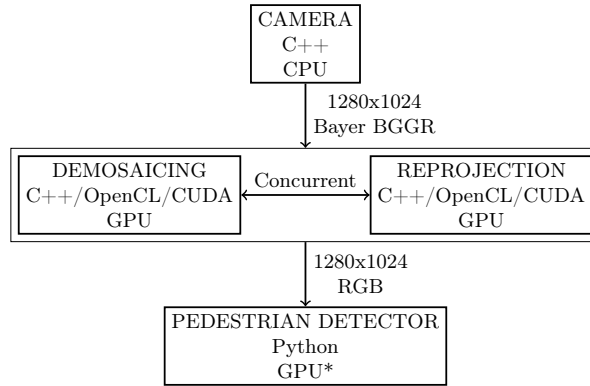 CAMERA
C++
CPU
1280x1024
Bayer BGGR
DEMOSAICING
C++/OpenCL/CUDA
GPU
Concurrent
REPROJECTION
C++/OpenCL/CUDA
GPU
1280x1024
RGB
PEDESTRIAN DETECTOR
Python
GPU*